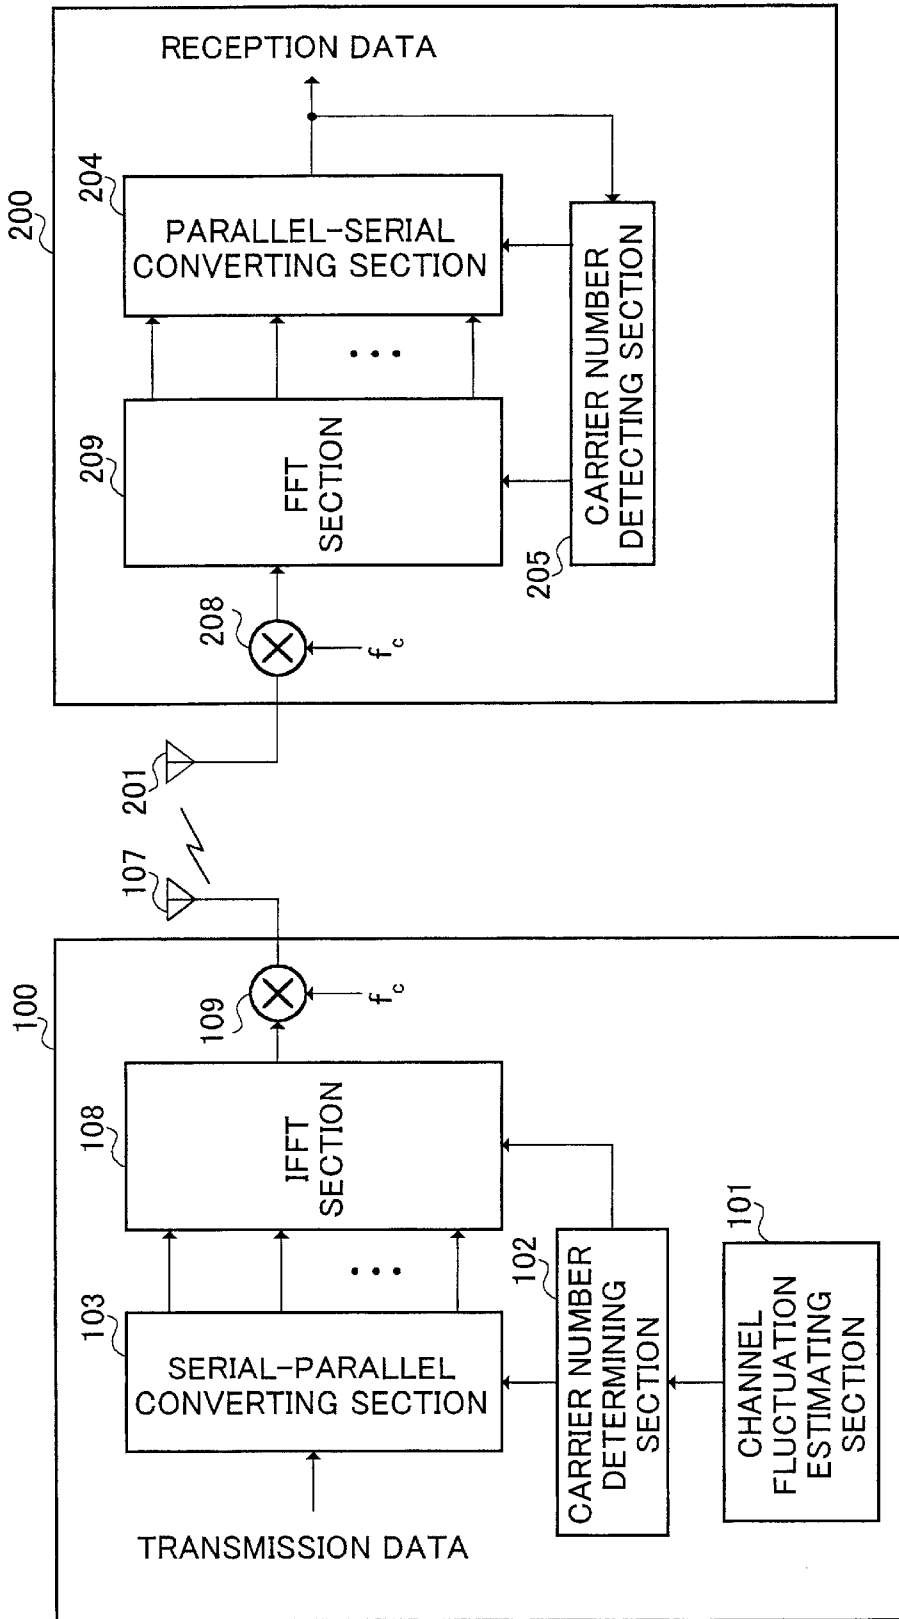 100
TRANSMISSION DATA
103
SERIAL-PARALLEL
CONVERTING SECTION
108
IFFT
SECTION
109
f c
107
102
CARRIER NUMBER
DETERMINING
SECTION
101
CHANNEL
FLUCTUATION
ESTIMATING
SECTION
200
201
208
f c
209
FFT
SECTION
204
PARALLEL-SERIAL
CONVERTING SECTION
RECEPTION DATA
205
CARRIER NUMBER
DETECTING SECTION